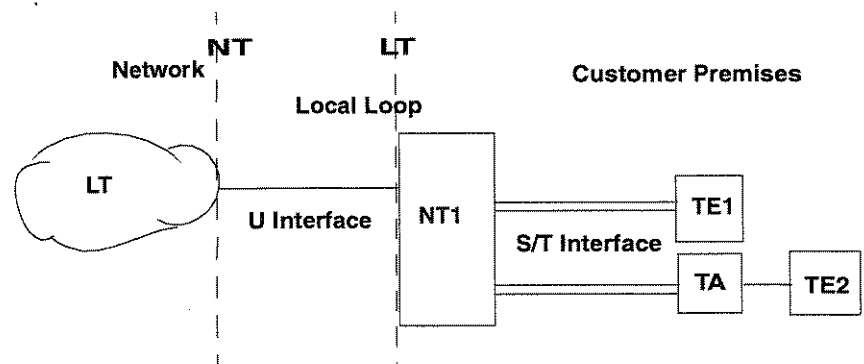 NT
LT
Network
Customer Premises
Local Loop
LT
U Interface
NT1
TE1
S/T Interface
TA
TE2